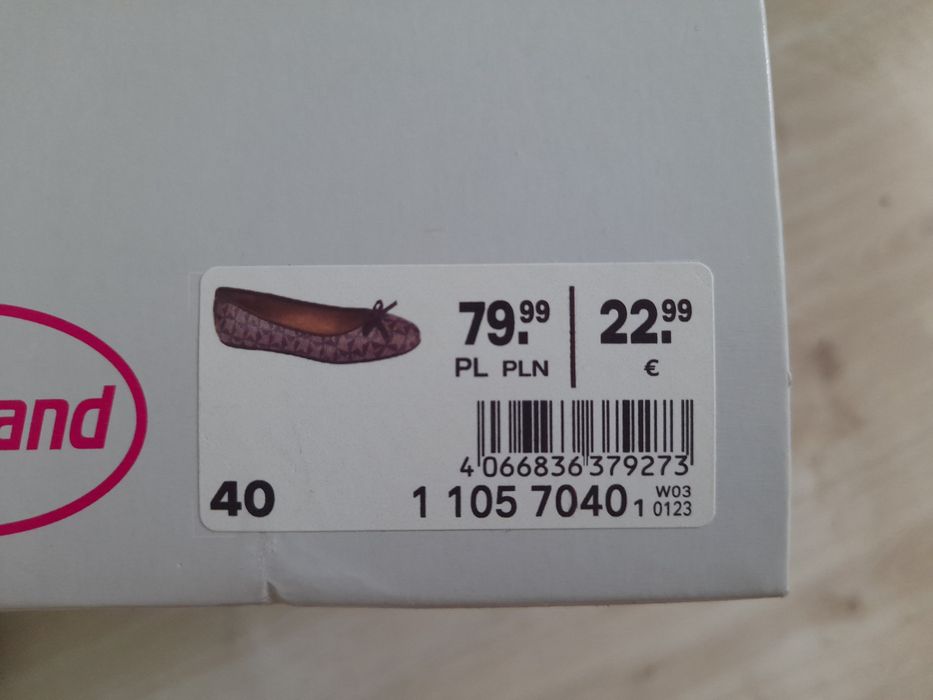 and
79.99 22.99
PL PLN €
4 066836 379273
40 1 105 7040 1 W03
0123